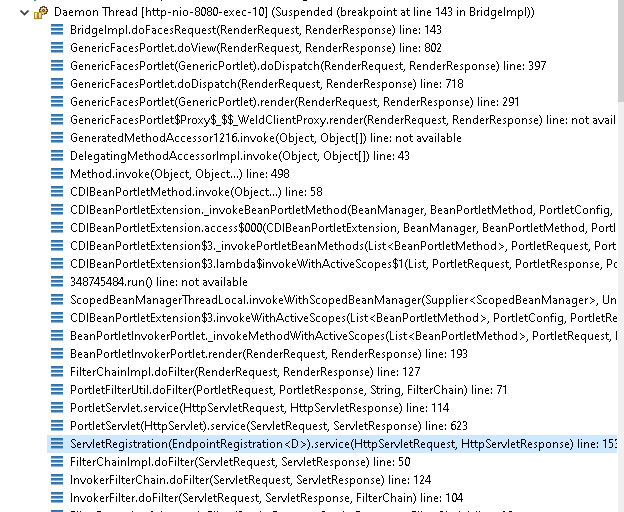 Daemon Thread [http-nio-8080-exec-10] (Suspended (breakpoint at line 143 in BridgeImpl))
BridgeImpl.doFacesRequest(RenderRequest, RenderResponse) line: 143
GenericFacesPortlet.doView(RenderRequest, RenderResponse) line: 802
GenericFacesPortlet(GenericPortlet).doDispatch(RenderRequest, RenderResponse) line: 397
GenericFacesPortlet.doDispatch(RenderRequest, RenderResponse) line: 718
GenericFacesPortlet(GenericPortlet).render(RenderRequest, RenderResponse) line: 291
GenericFacesPortlet$Proxy$_$$_WeldClientProxy.render(RenderRequest, RenderResponse) line: not avail
GeneratedMethodAccessor1216.invoke(Object, Object[]) line: not available
DelegatingMethodAccessorImpl.invoke(Object, Object[]) line: 43
Method.invoke(Object, Object...) line: 498
CDIBeanPortletMethod.invoke(Object...) line: 58
CDIBeanPortletExtension._invokeBeanPortletMethod(BeanManager, BeanPortletMethod, PortletConfig,
CDIBeanPortletExtension.access$000(CDIBeanPortletExtension, BeanManager, BeanPortletMethod, Portl
CDIBeanPortletExtension$3._invokePortletBeanMethods(List<BeanPortletMethod>, PortletRequest, Port
CDIBeanPortletExtension$3.lambda$invokeWithActiveScopes$1(List, PortletRequest, PortletResponse, Po
348745484.run() line: not available
ScopedBeanManagerThreadLocal.invokeWithScopedBeanManager(Supplier<ScopedBeanManager>, Un
CDIBeanPortletExtension$3.invokeWithActiveScopes(List<BeanPortletMethod>, PortletConfig, PortletRe
BeanPortletInvokerPortlet._invokeMethodWithActiveScopes(List<BeanPortletMethod>, PortletRequest, 
BeanPortletInvokerPortlet.render(RenderRequest, RenderResponse) line: 193
FilterChainImpl.doFilter(RenderRequest, RenderResponse) line: 127
PortletFilterUtil.doFilter(PortletRequest, PortletResponse, String, FilterChain) line: 71
PortletServlet.service(HttpServletRequest, HttpServletResponse) line: 114
PortletServlet(HttpServlet).service(ServletRequest, ServletResponse) line: 623
ServletRegistration(EndpointRegistration<D>).service(HttpServletRequest, HttpServletResponse) line: 153
FilterChainImpl.doFilter(ServletRequest, ServletResponse) line: 50
InvokerFilterChain.doFilter(ServletRequest, ServletResponse) line: 124
InvokerFilter.doFilter(ServletRequest, ServletResponse, FilterChain) line: 104